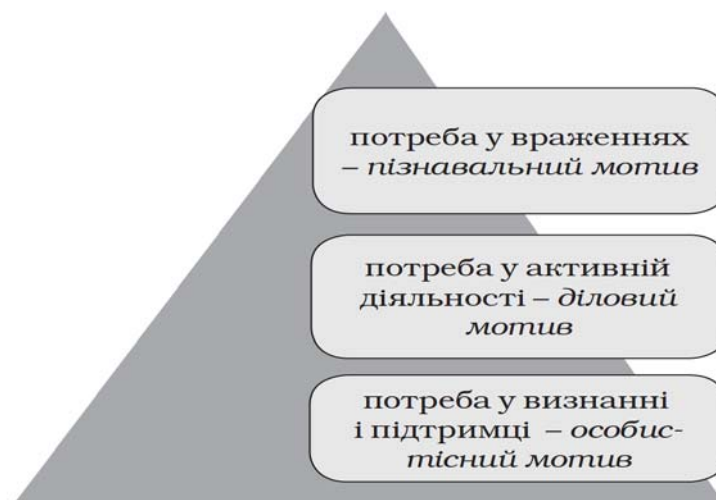 потреба у враженнях
– пізнавальний мотив
потреба у активній
діяльності – діловий
мотив
потреба у визнанні
і підтримці – особис-
тісний мотив